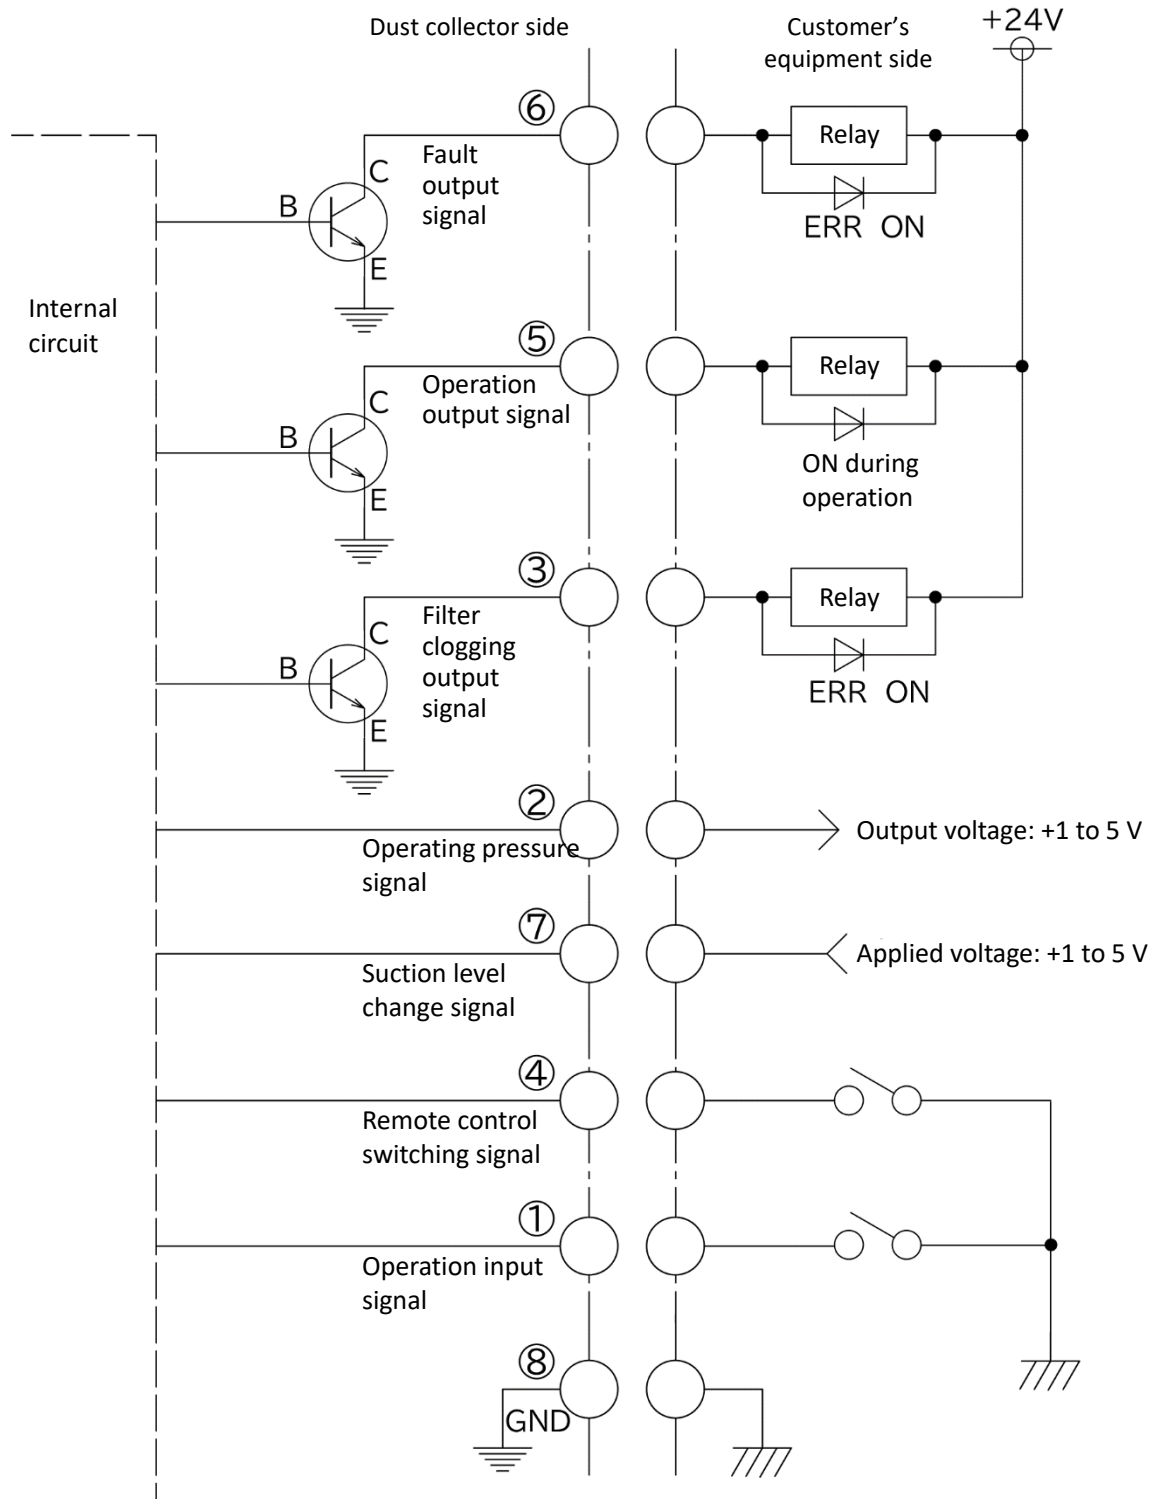 Dust collector side
Customer's
equipment side
+24V
⑥
Fault
output
signal
C
B
E
Relay
ERR ON
Internal
circuit
⑤
Operation
output signal
C
B
E
Relay
ON during
operation
③
Filter
clogging
output
signal
C
B
E
Relay
ERR ON
②
Operating pressure
signal
Output voltage: +1 to 5 V
⑦
Suction level
change signal
Applied voltage: +1 to 5 V
④
Remote control
switching signal
①
Operation input
signal
⑧
GND